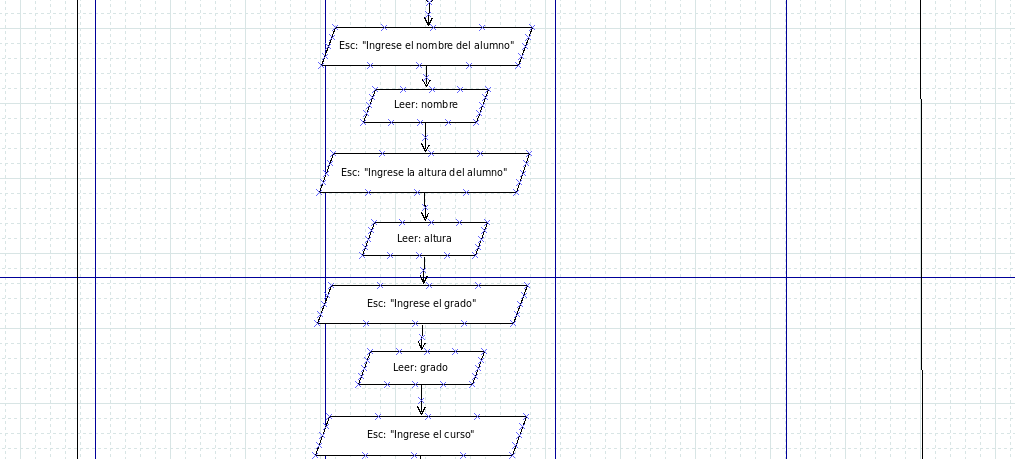 Esc: "Ingrese el nombre del alumno"
Leer: nombre
Esc: "Ingrese la altura del alumno"
Leer: altura
Esc: "Ingrese el grado"
Leer: grado
Esc: "Ingrese el curso"